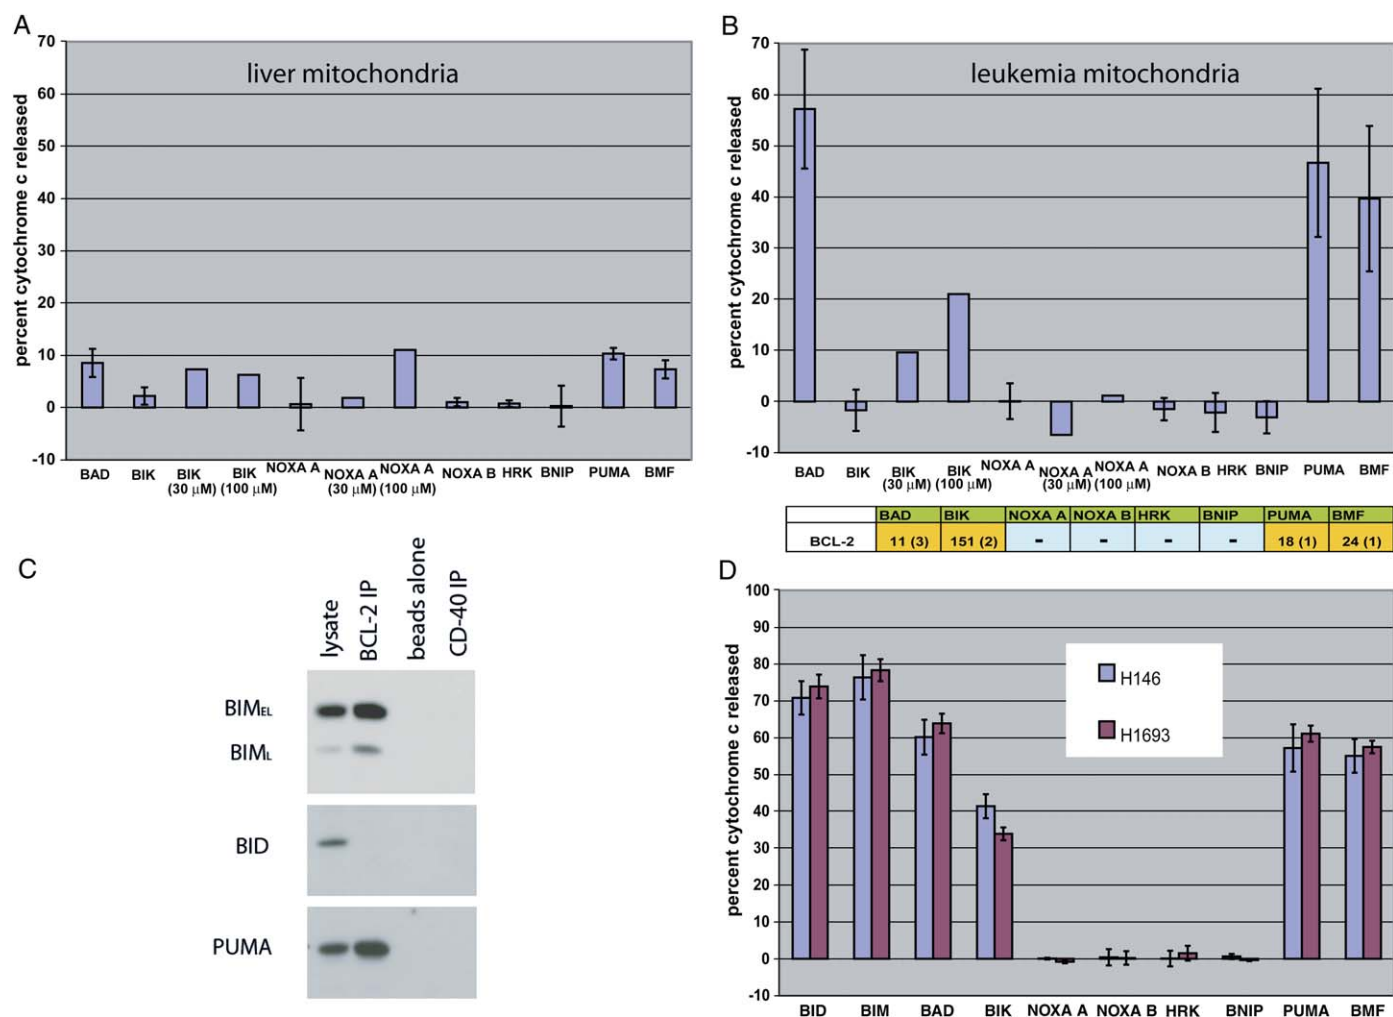 A
liver mitochondria
percent cytochrome c released
70
60
50
40
30
20
10
0
-10
BAD BIK BIK (30 μM) BIK (100 μM) NOXA A NOXA A (30 μM) NOXA A (100 μM) NOXA B HRK BNIP PUMA BMF
B
leukemia mitochondria
percent cytochrome c released
70
60
50
40
30
20
10
0
-10
BAD BIK BIK (30 μM) BIK (100 μM) NOXA A NOXA A (30 μM) NOXA A (100 μM) NOXA B HRK BNIP PUMA BMF
BAD BIK NOXA A NOXA B HRK BNIP PUMA BMF
BCL-2 11 (3) 151 (2) - - - - 18 (1) 24 (1)
C
lysate
BCL-2 IP
beads alone
CD-40 IP
BIMEL
BIML
BID
PUMA
D
percent cytochrome c released
100
90
80
70
60
50
40
30
20
10
0
-10
H146
H1693
BID BIM BAD BIK NOXA A NOXA B HRK BNIP PUMA BMF